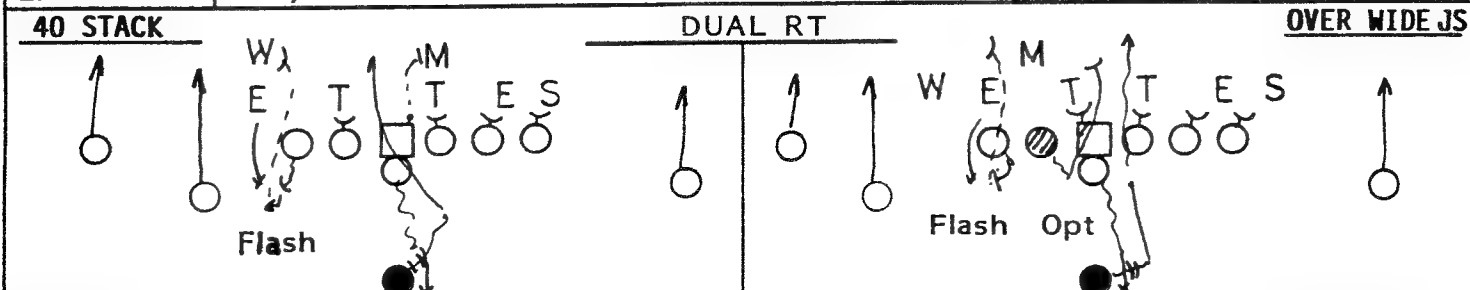 40 STACK
DUAL RT
OVER WIDE JS
W M
E T T E S
Flash
M
W E T T E S
Flash Opt